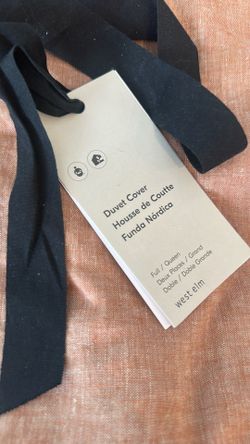 Duvet Cover
Housse de Couette
Funda Nórdica
Full / Queen
Deux Places / Grand
Doble / Doble Grande
west elm